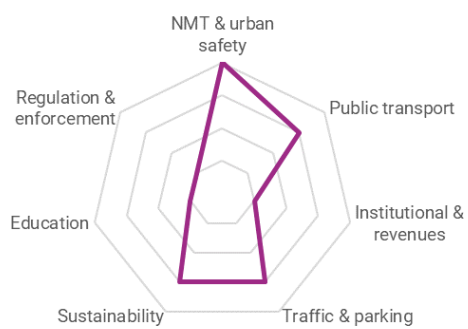 NMT & urban
safety
Regulation &
enforcement
Public transport
Education
Institutional &
revenues
Sustainability
Traffic & parking